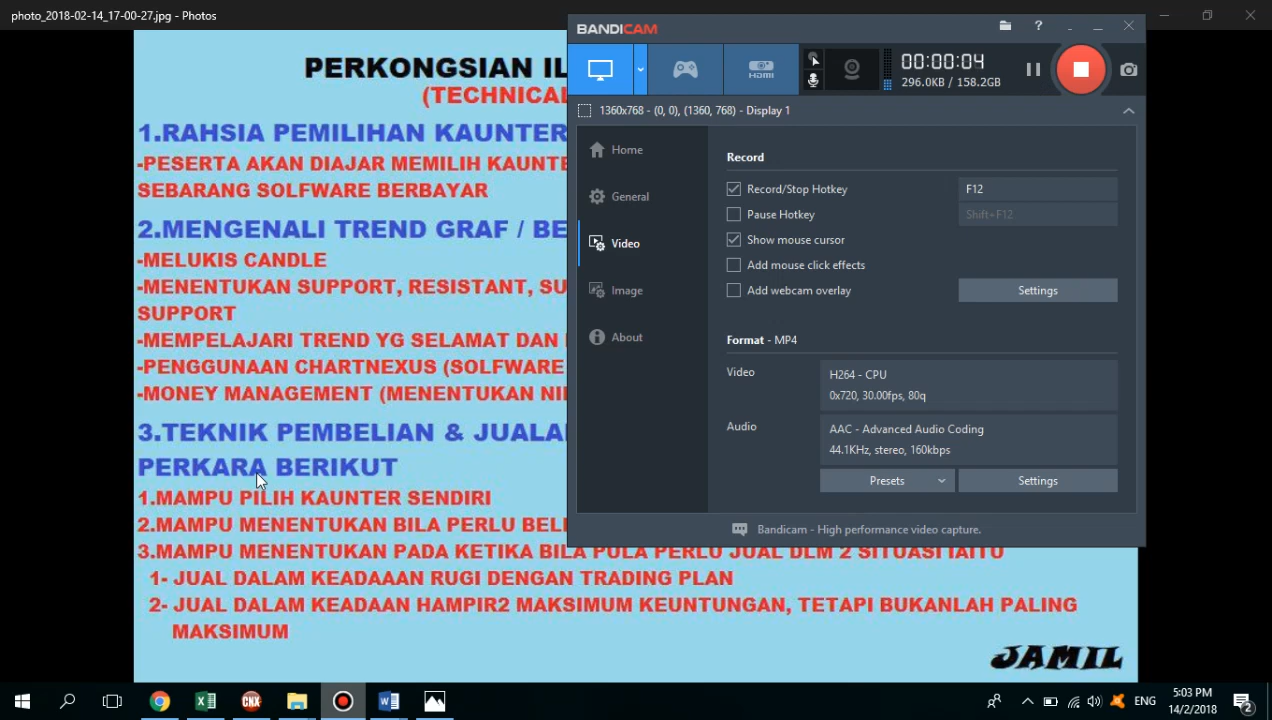 photo_2018-02-14_17-00-27.jpg - Photos
BANDICAM
?
HDMI
00:00:04
296.0KB / 158.2GB
1360x768 - (0, 0), (1360, 768) - Display 1
Home
General
Video
Image
About
Record
Record/Stop Hotkey
F12
Pause Hotkey
Shift+F12
Show mouse cursor
Add mouse click effects
Add webcam overlay
Settings
Format - MP4
Video
H264 - CPU
0x720, 30.00fps, 80q
Audio
AAC - Advanced Audio Coding
44.1KHz, stereo, 160kbps
Presets
Settings
Bandicam - High performance video capture.
PERKONGSIAN
(TECHNICAL
1.RAHSIA PEMILIHAN KAUNTER
-PESERTA AKAN DIAJAR MEMILIH KAUNTE
SEBARANG SOLFWARE BERBAYAR
2.MENGENALI TREND GRAF / BE
-MELUKIS CANDLE
-MENENTUKAN SUPPORT, RESISTANT, SU
SUPPORT
-MEMPELAJARI TREND YG SELAMAT DAN
-PENGGUNAAN CHARTNEXUS (SOLFWARE
-MONEY MANAGEMENT (MENENTUKAN
3.TEKNIK PEMBELIAN & JUALA
PERKARA BERIKUT
1.MAMPU PILIH KAUNTER SENDIRI
2.MAMPU MENENTUKAN BILA PERLU BELI
3.MAMPU MENENTUKAN PADA KETIKA BILA PULA PERLU JUAL DLM 2 SITUASI IAITU
1- JUAL DALAM KEADAAAN RUGI DENGAN TRADING PLAN
2- JUAL DALAM KEADAAN HAMPIR2 MAKSIMUM KEUNTUNGAN, TETAPI BUKANLAH PALING
MAKSIMUM
JAMIL
CNX
ENG
5:03 PM
14/2/2018
2